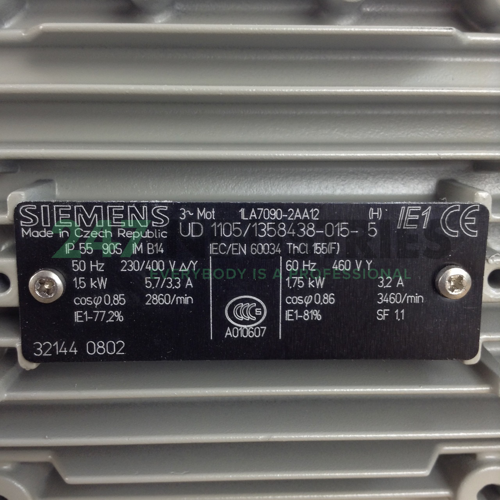 SIEMENS 3~ Mot 1LA7090-2AA12 (H) IE1 CE
Made in Czech Republic UD 1105/1358438-015- 5
IP 55 90S IM B14 IEC/EN 60034 ThCl. 155(F)
50 Hz 230/400 V Δ/Y 60 Hz 460 V Y
1,5 kW 5,7/3,3 A 1,75 kW 3,2 A
cosφ 0,85 2860/min cosφ 0,86 3460/min
IE1-77,2% IE1-81% SF 1,1
CCC S
A010607
32144 0802
247 INDUSTRIES
EVERYBODY IS A PROFESSIONAL